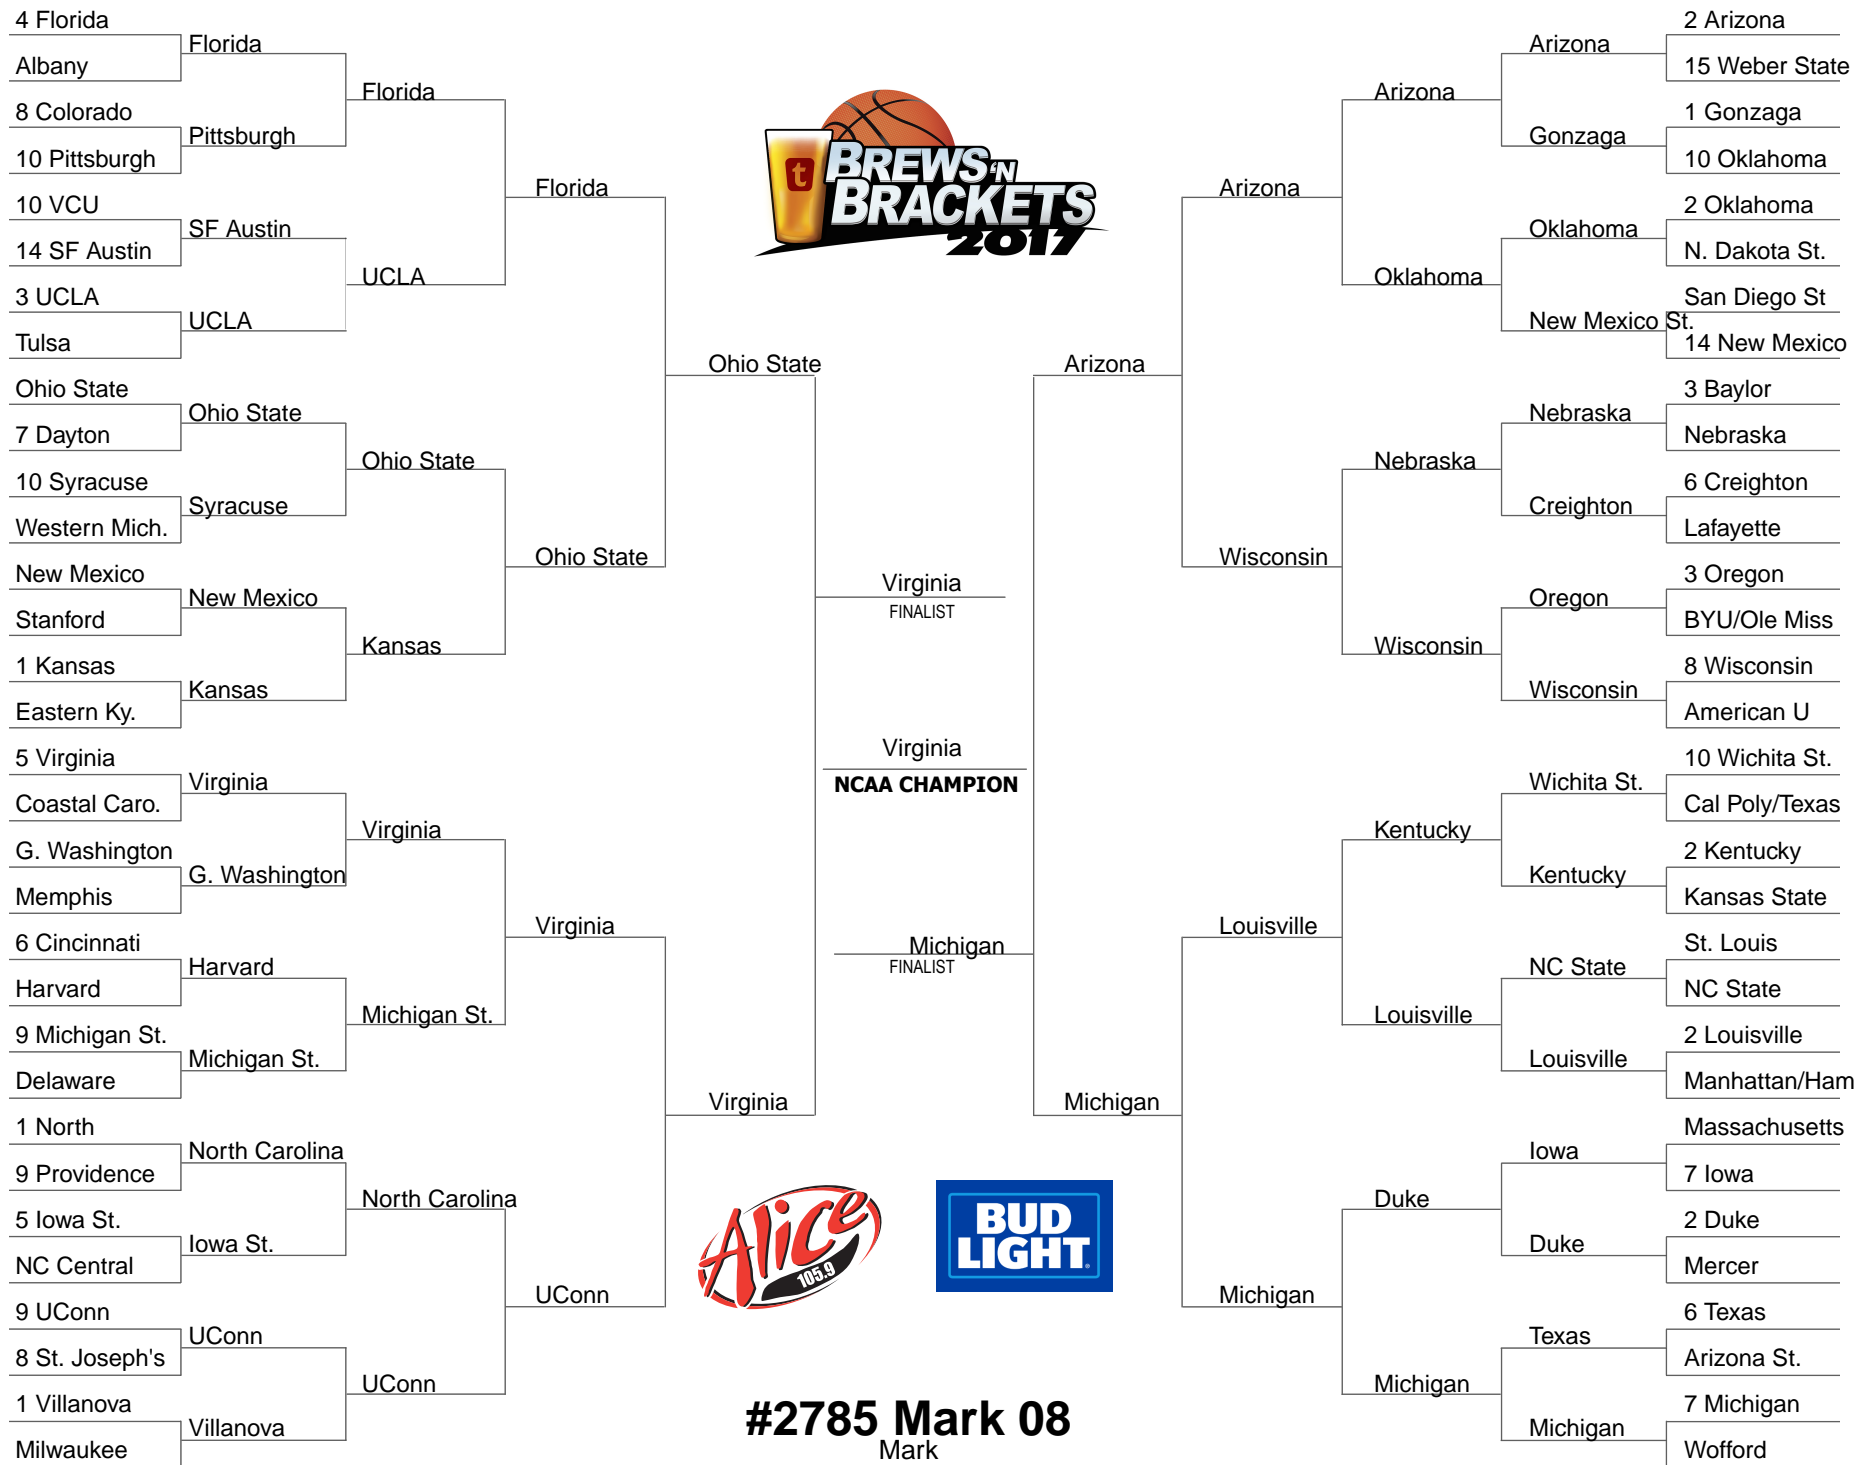 4 Florida
Albany
8 Colorado
10 Pittsburgh
10 VCU
14 SF Austin
3 UCLA
Tulsa
Ohio State
7 Dayton
10 Syracuse
Western Mich.
New Mexico
Stanford
1 Kansas
Eastern Ky.
5 Virginia
Coastal Caro.
G. Washington
Memphis
6 Cincinnati
Harvard
9 Michigan St.
Delaware
1 North
9 Providence
5 Iowa St.
NC Central
9 UConn
8 St. Joseph's
1 Villanova
Milwaukee
Florida
Pittsburgh
SF Austin
UCLA
Ohio State
Syracuse
New Mexico
Kansas
Virginia
G. Washington
Harvard
Michigan St.
North Carolina
Iowa St.
UConn
Villanova
Florida
UCLA
Ohio State
Kansas
Virginia
Michigan St.
North Carolina
UConn
Florida
Ohio State
Virginia
UConn
Ohio State
Virginia
t
BREWS 'N
BRACKETS
2017
Virginia
FINALIST
Virginia
NCAA CHAMPION
Michigan
FINALIST
Alice
105.9
BUD
LIGHT
#2785 Mark 08
Mark
Arizona
Michigan
Arizona
Wisconsin
Louisville
Michigan
Arizona
Oklahoma
Nebraska
Wisconsin
Kentucky
Louisville
Duke
Michigan
Arizona
Gonzaga
Oklahoma
New Mexico St.
Nebraska
Creighton
Oregon
Wisconsin
Wichita St.
Kentucky
NC State
Louisville
Iowa
Duke
Texas
Michigan
2 Arizona
15 Weber State
1 Gonzaga
10 Oklahoma
2 Oklahoma
N. Dakota St.
San Diego St
14 New Mexico
3 Baylor
Nebraska
6 Creighton
Lafayette
3 Oregon
BYU/Ole Miss
8 Wisconsin
American U
10 Wichita St.
Cal Poly/Texas
2 Kentucky
Kansas State
St. Louis
NC State
2 Louisville
Manhattan/Ham
Massachusetts
7 Iowa
2 Duke
Mercer
6 Texas
Arizona St.
7 Michigan
Wofford